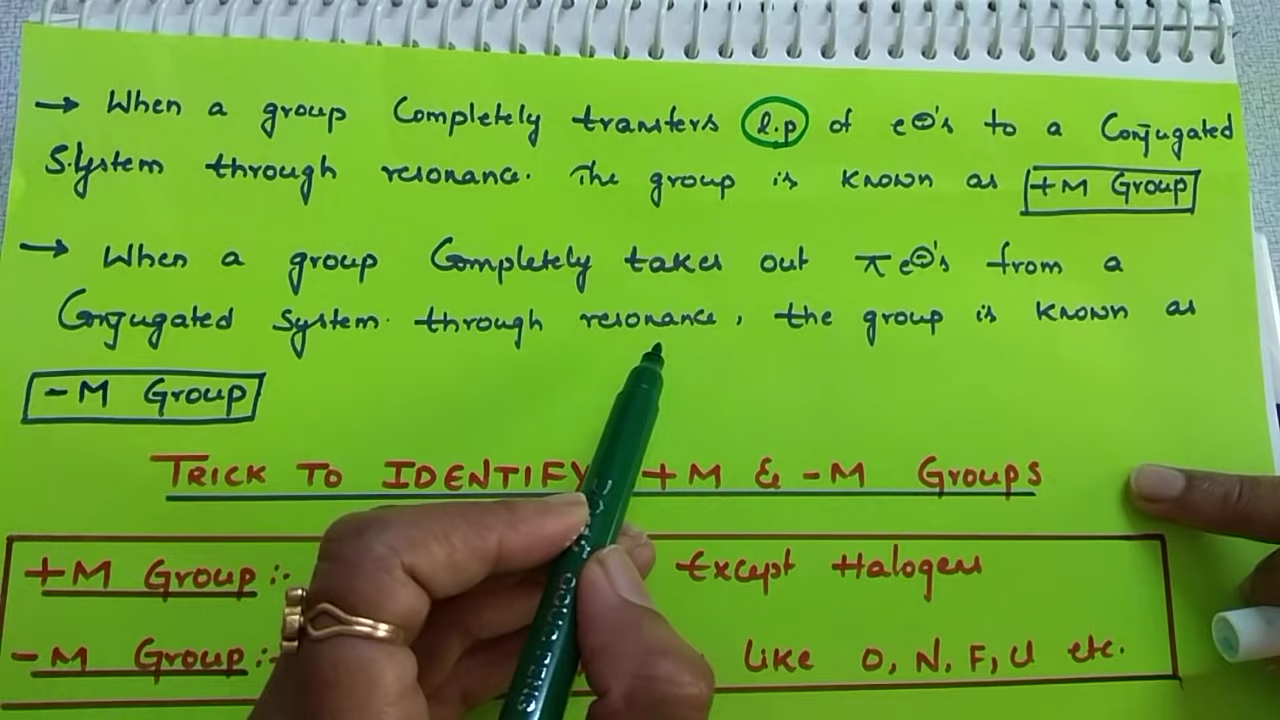 → When a group Completely transfers l.p of e⊖'s to a Conjugated
System through resonance. The group is known as +M Group
→ When a group Completely takes out π e⊖'s from a
Conjugated System. through resonance, the group is known as
-M Group
TRICK TO IDENTIFY +M & -M Groups
+M Group :- Except Halogens
-M Group :- like O, N, F, Cl etc.